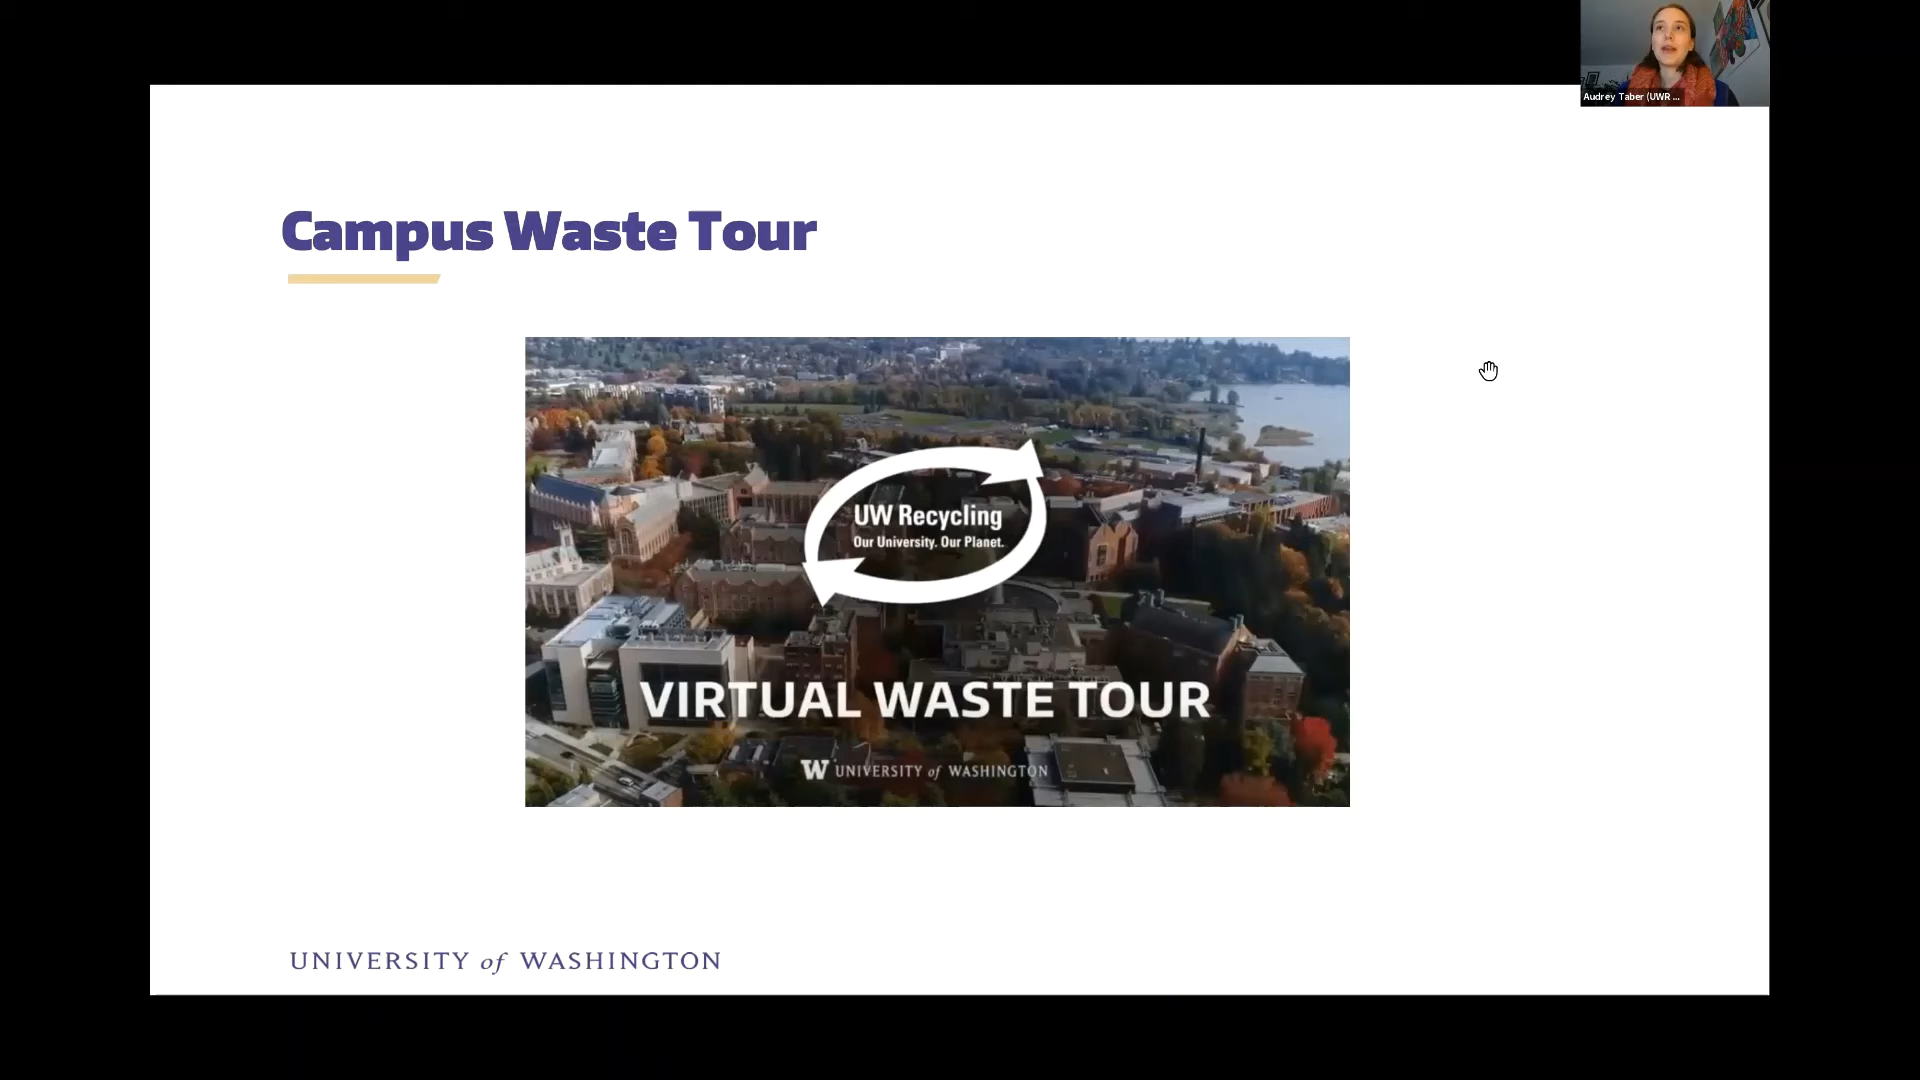 Audrey Taber (UWR ...
Campus Waste Tour
UW Recycling
Our University. Our Planet.
VIRTUAL WASTE TOUR
W UNIVERSITY of WASHINGTON
UNIVERSITY of WASHINGTON